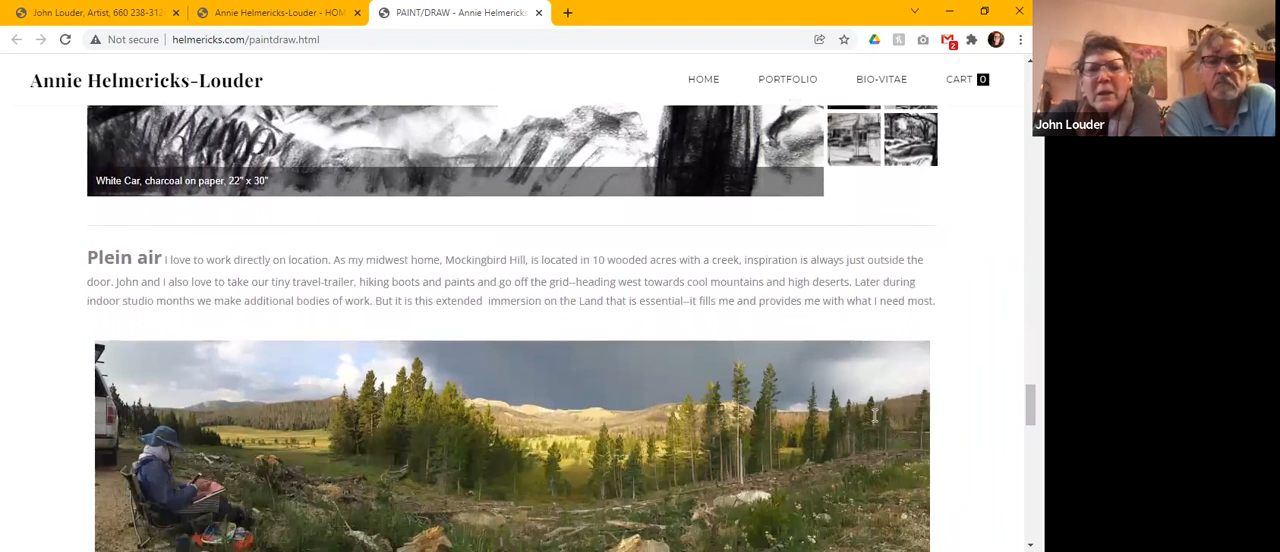 John Louder, Artist, 660 238-312
Annie Helmericks-Louder - HOM
PAINT/DRAW - Annie Helmericks
Not secure
helmericks.com/paintdraw.html
2
Annie Helmericks-Louder
HOME
PORTFOLIO
BIO-VITAE
CART 0
John Louder
White Car, charcoal on paper, 22" x 30"
Plein air I love to work directly on location. As my midwest home, Mockingbird Hill, is located in 10 wooded acres with a creek, inspiration is always just outside the
door. John and I also love to take our tiny travel-trailer, hiking boots and paints and go off the grid--heading west towards cool mountains and high deserts. Later during
indoor studio months we make additional bodies of work. But it is this extended immersion on the Land that is essential--it fills me and provides me with what I need most.